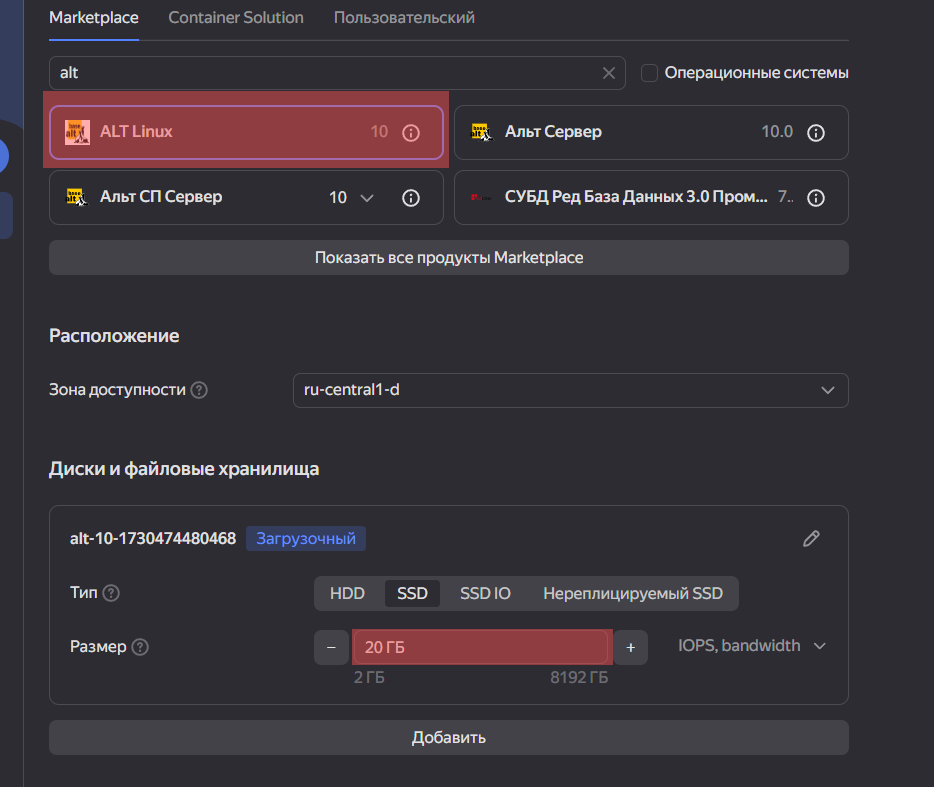 Marketplace Container Solution Пользовательский
alt Операционные системы
ALT Linux 10 Альт Сервер 10.0
Альт СП Сервер 10 СУБД Ред База Данных 3.0 Пром... 7..
Показать все продукты Marketplace
Расположение
Зона доступности ru-central1-d
Диски и файловые хранилища
alt-10-1730474480468 Загрузочный
Тип HDD SSD SSD IO Нереплицируемый SSD
Размер − 20 ГБ + IOPS, bandwidth
2 ГБ 8192 ГБ
Добавить